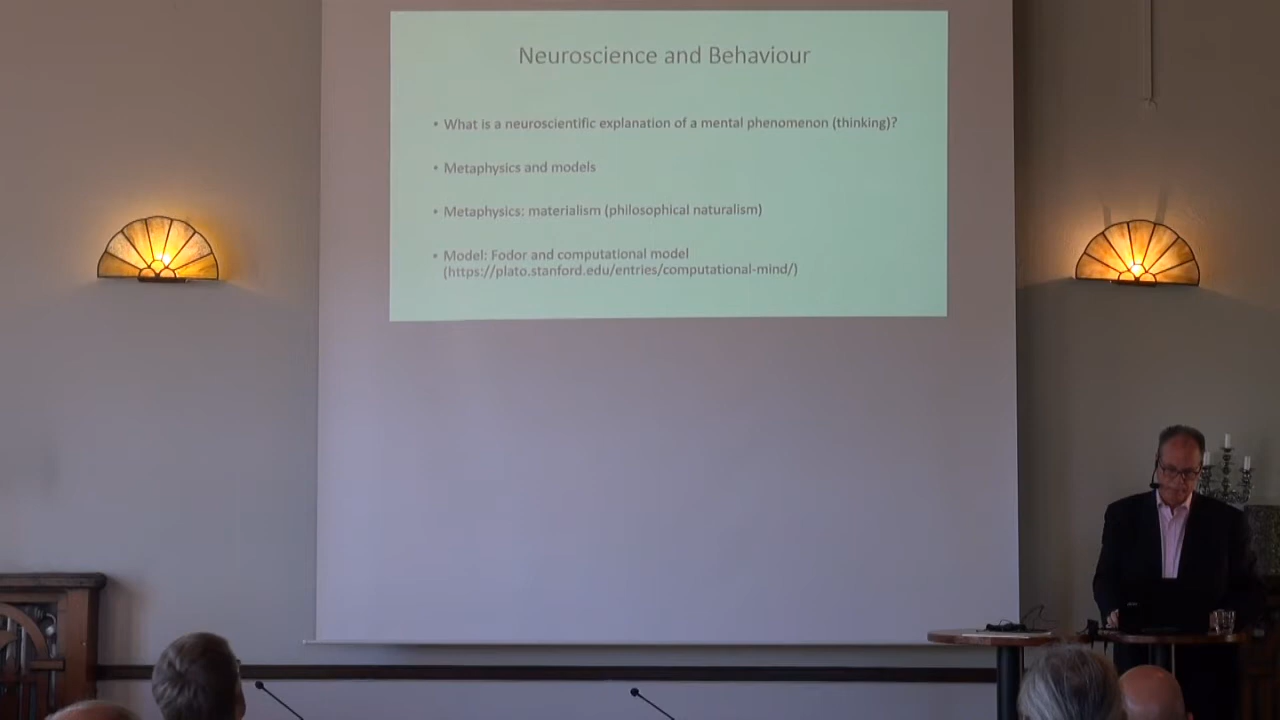 Neuroscience and Behaviour
• What is a neuroscientific explanation of a mental phenomenon (thinking)?
• Metaphysics and models
• Metaphysics: materialism (philosophical naturalism)
• Model: Fodor and computational model
(https://plato.stanford.edu/entries/computational-mind/)